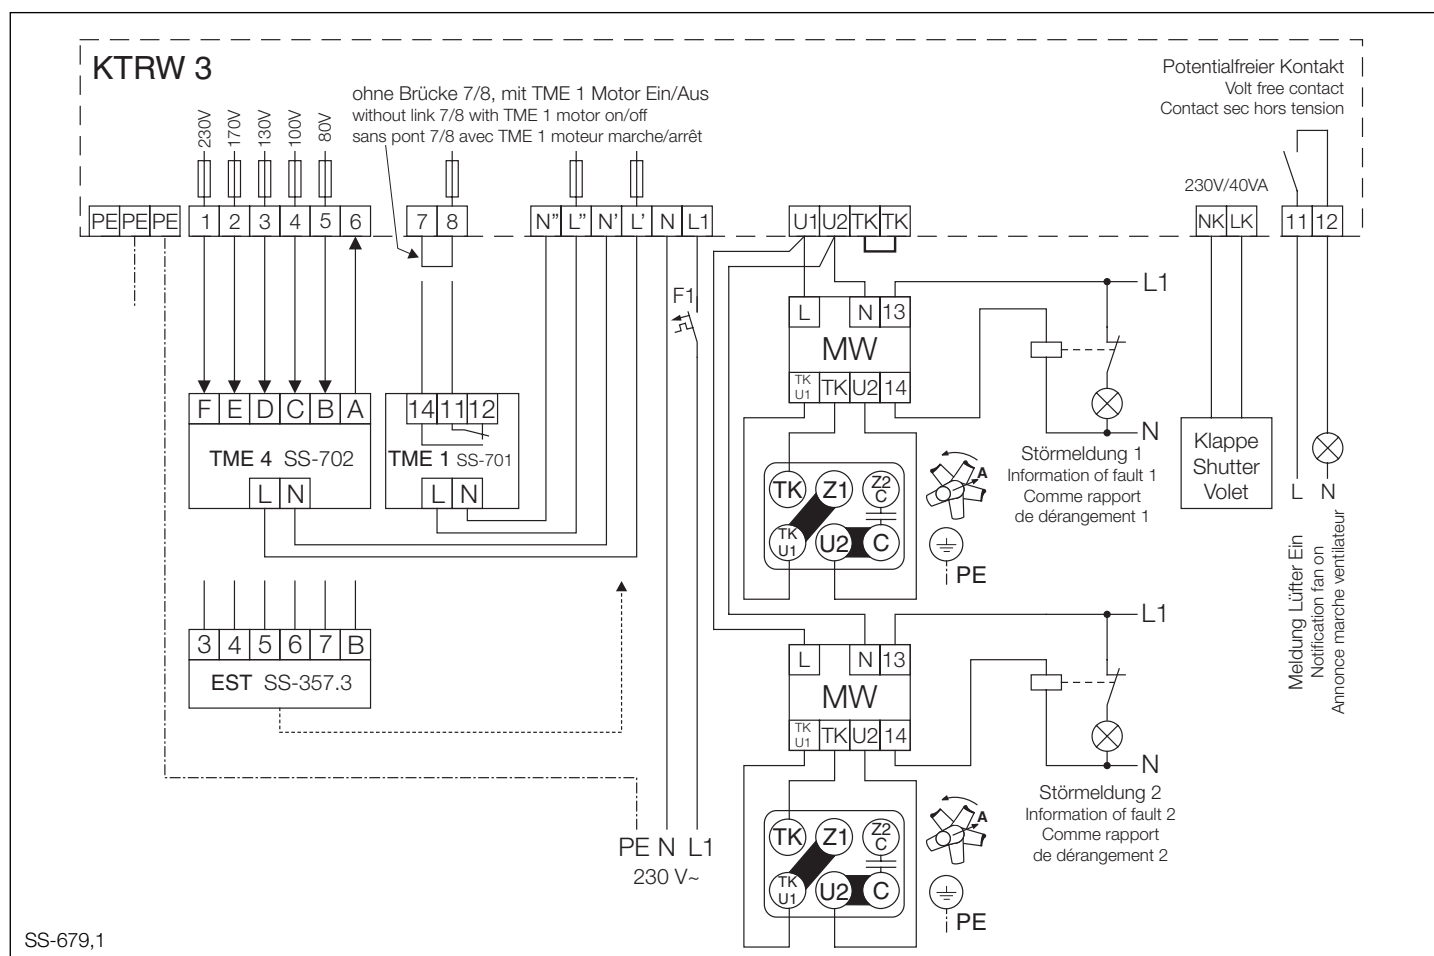 KTRW 3
230V
170V
130V
100V
80V
ohne Brücke 7/8, mit TME 1 Motor Ein/Aus
without link 7/8 with TME 1 motor on/off
sans pont 7/8 avec TME 1 moteur marche/arrêt
Potentialfreier Kontakt
Volt free contact
Contact sec hors tension
230V/40VA
PE PE PE 1 2 3 4 5 6 7 8 N" L" N' L' N L1 U1 U2 TK TK NK LK 11 12
F1
L N 13
MW
TK U1 TK U2 14
L1
N
Störmeldung 1
Information of fault 1
Comme rapport
de dérangement 1
F E D C B A
TME 4 SS-702
L N
14 11 12
TME 1 SS-701
L N
TK Z1 Z2 C
TK U1 U2 C
A
PE
Klappe
Shutter
Volet
L N
Meldung Lüfter Ein
Notification fan on
Annonce marche ventilateur
3 4 5 6 7 B
EST SS-357.3
L N 13
MW
TK U1 TK U2 14
L1
N
Störmeldung 2
Information of fault 2
Comme rapport
de dérangement 2
TK Z1 Z2 C
TK U1 U2 C
A
PE
PE N L1
230 V~
SS-679,1